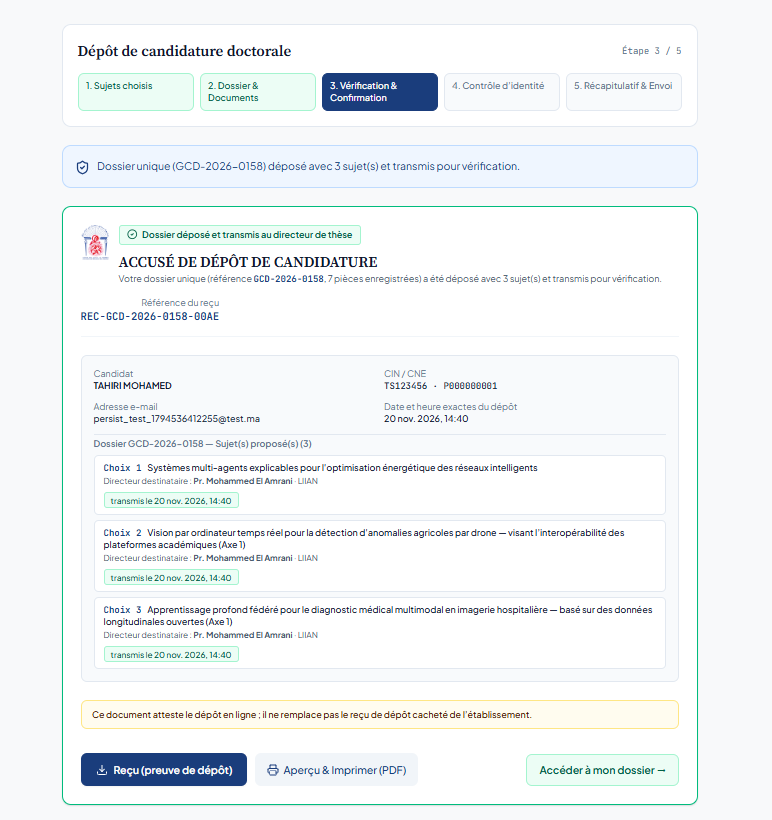 Dépôt de candidature doctorale
Étape 3 / 5
1. Sujets choisis
2. Dossier &
Documents
3. Vérification &
Confirmation
4. Contrôle d'identité
5. Récapitulatif & Envoi
Dossier unique (GCD-2026-0158) déposé avec 3 sujet(s) et transmis pour vérification.
Dossier déposé et transmis au directeur de thèse
ACCUSÉ DE DÉPÔT DE CANDIDATURE
Votre dossier unique (référence GCD-2026-0158, 7 pièces enregistrées) a été déposé avec 3 sujet(s) et transmis pour vérification.
Référence du reçu
REC-GCD-2026-0158-00AE
Candidat
TAHIRI MOHAMED
CIN / CNE
TS123456 · P000000001
Adresse e-mail
persist_test_1794536412255@test.ma
Date et heure exactes du dépôt
20 nov. 2026, 14:40
Dossier GCD-2026-0158 — Sujet(s) proposé(s) (3)
Choix 1 Systèmes multi-agents explicables pour l'optimisation énergétique des réseaux intelligents
Directeur destinataire : Pr. Mohammed El Amrani · LIIAN
transmis le 20 nov. 2026, 14:40
Choix 2 Vision par ordinateur temps réel pour la détection d'anomalies agricoles par drone — visant l'interopérabilité des
plateformes académiques (Axe 1)
Directeur destinataire : Pr. Mohammed El Amrani · LIIAN
transmis le 20 nov. 2026, 14:40
Choix 3 Apprentissage profond fédéré pour le diagnostic médical multimodal en imagerie hospitalière — basé sur des données
longitudinales ouvertes (Axe 1)
Directeur destinataire : Pr. Mohammed El Amrani · LIIAN
transmis le 20 nov. 2026, 14:40
Ce document atteste le dépôt en ligne ; il ne remplace pas le reçu de dépôt cacheté de l'établissement.
Reçu (preuve de dépôt)
Aperçu & Imprimer (PDF)
Accéder à mon dossier →